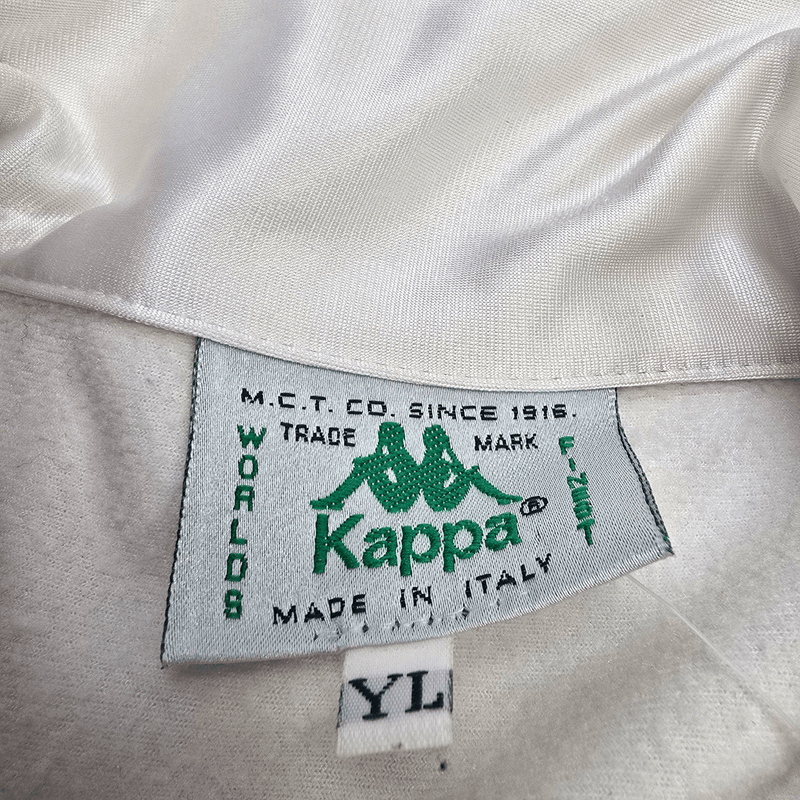 M.C.T. CO. SINCE 1916.
TRADE MARK
WORLDS
FINEST
Kappa®
MADE IN ITALY
YL